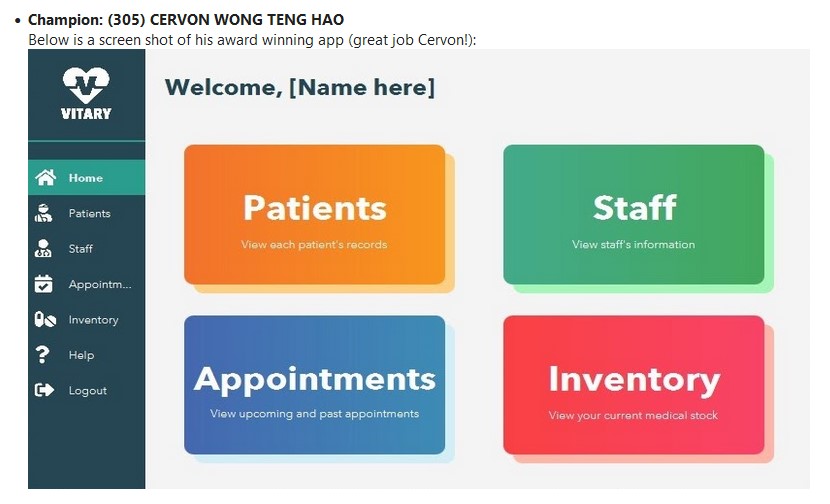 • Champion: (305) CERVON WONG TENG HAO
Below is a screen shot of his award winning app (great job Cervon!):
VITARY
Welcome, [Name here]
Home
Patients
Staff
Appointm...
Inventory
Help
Logout
Patients
View each patient's records
Staff
View staff's information
Appointments
View upcoming and past appointments
Inventory
View your current medical stock